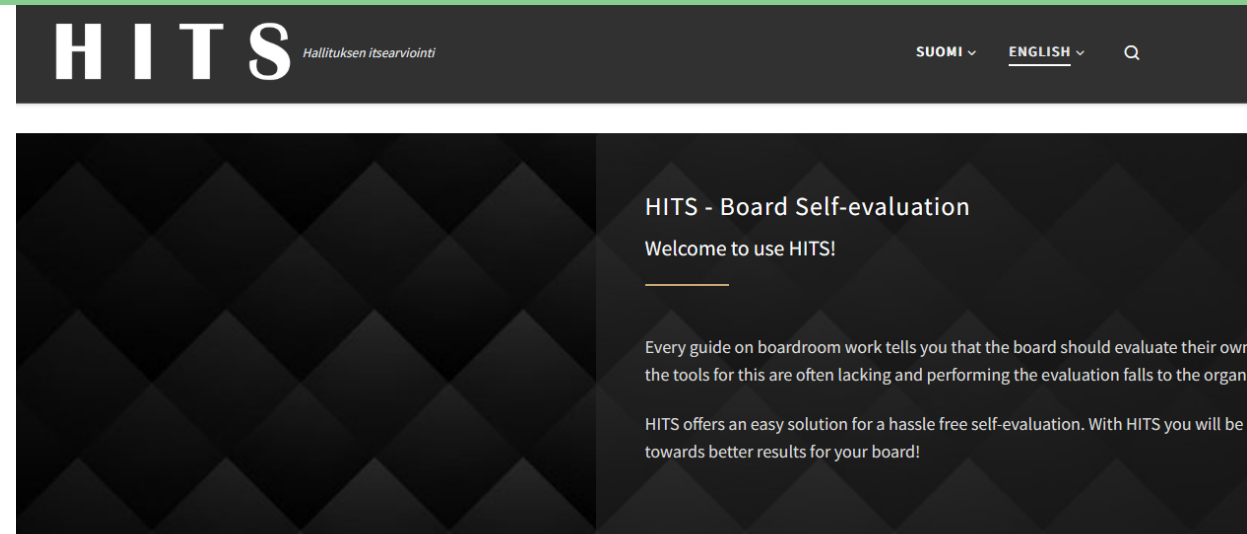 H I T S Hallituksen itsearviointi
SUOMI ENGLISH
HITS - Board Self-evaluation
Welcome to use HITS!
Every guide on boardroom work tells you that the board should evaluate their own
the tools for this are often lacking and performing the evaluation falls to the organ
HITS offers an easy solution for a hassle free self-evaluation. With HITS you will be
towards better results for your board!